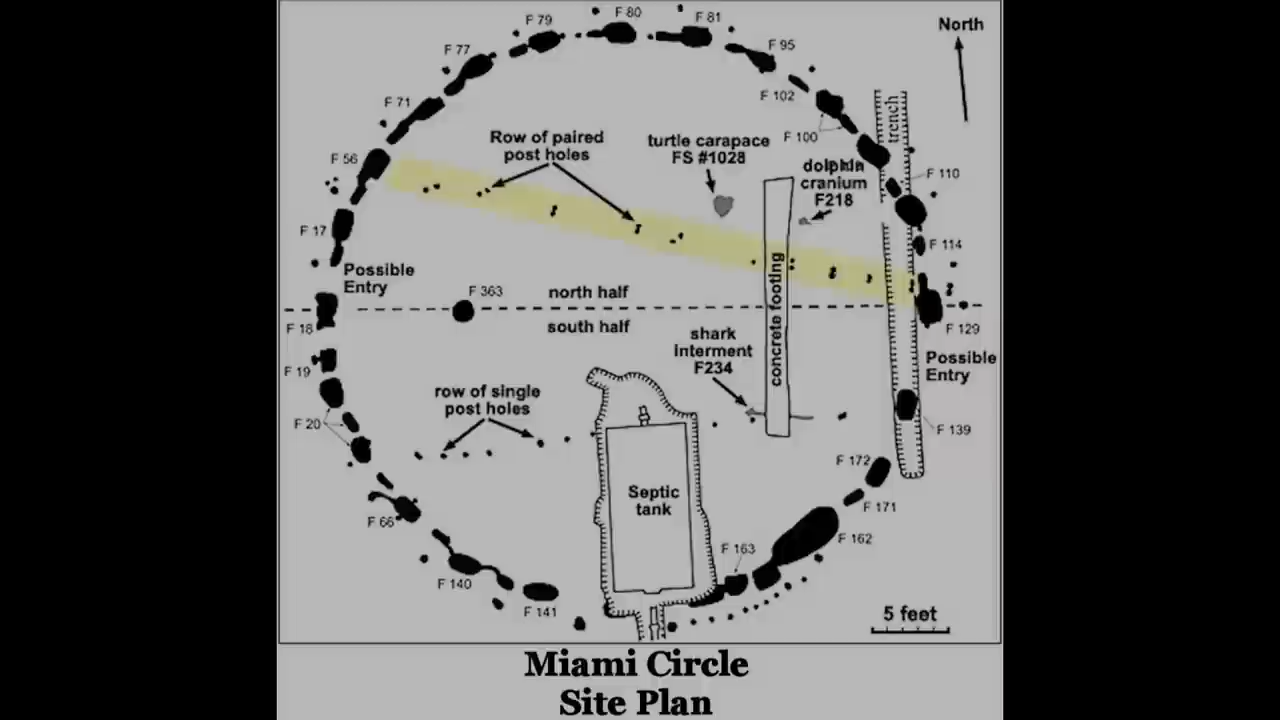 F 80
F 81
F 79
North
F 95
F 77
F 102
F 71
trench
F 100
Row of paired
post holes
turtle carapace
FS #1028
F 56
dolphin
cranium
F218
F 110
F 17
F 114
Possible
Entry
F 363
north half
concrete footing
F 18
south half
F 129
shark
interment
F234
Possible
Entry
F 19
row of single
post holes
F 20
F 139
F 172
Septic
tank
F 171
F 66
F 162
F 163
F 140
F 141
5 feet
Miami Circle
Site Plan